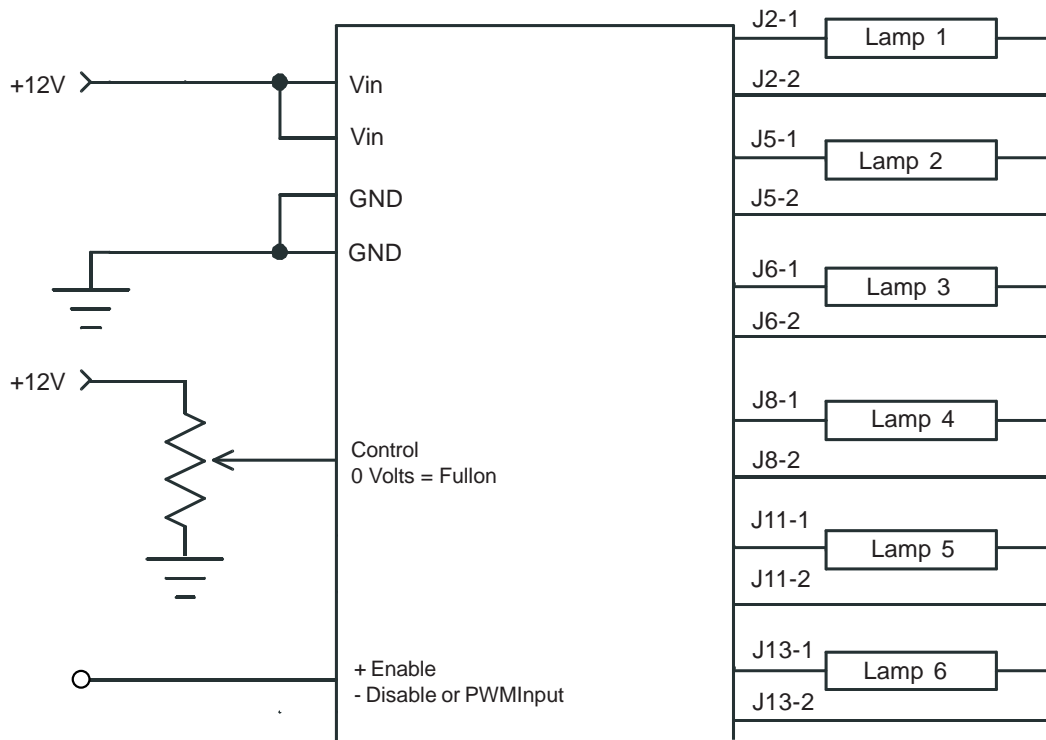 +12V
Vin
Vin
GND
GND
+12V
Control
0 Volts = Fullon
+ Enable
- Disable or PWMInput
J2-1
Lamp 1
J2-2
J5-1
Lamp 2
J5-2
J6-1
Lamp 3
J6-2
J8-1
Lamp 4
J8-2
J11-1
Lamp 5
J11-2
J13-1
Lamp 6
J13-2